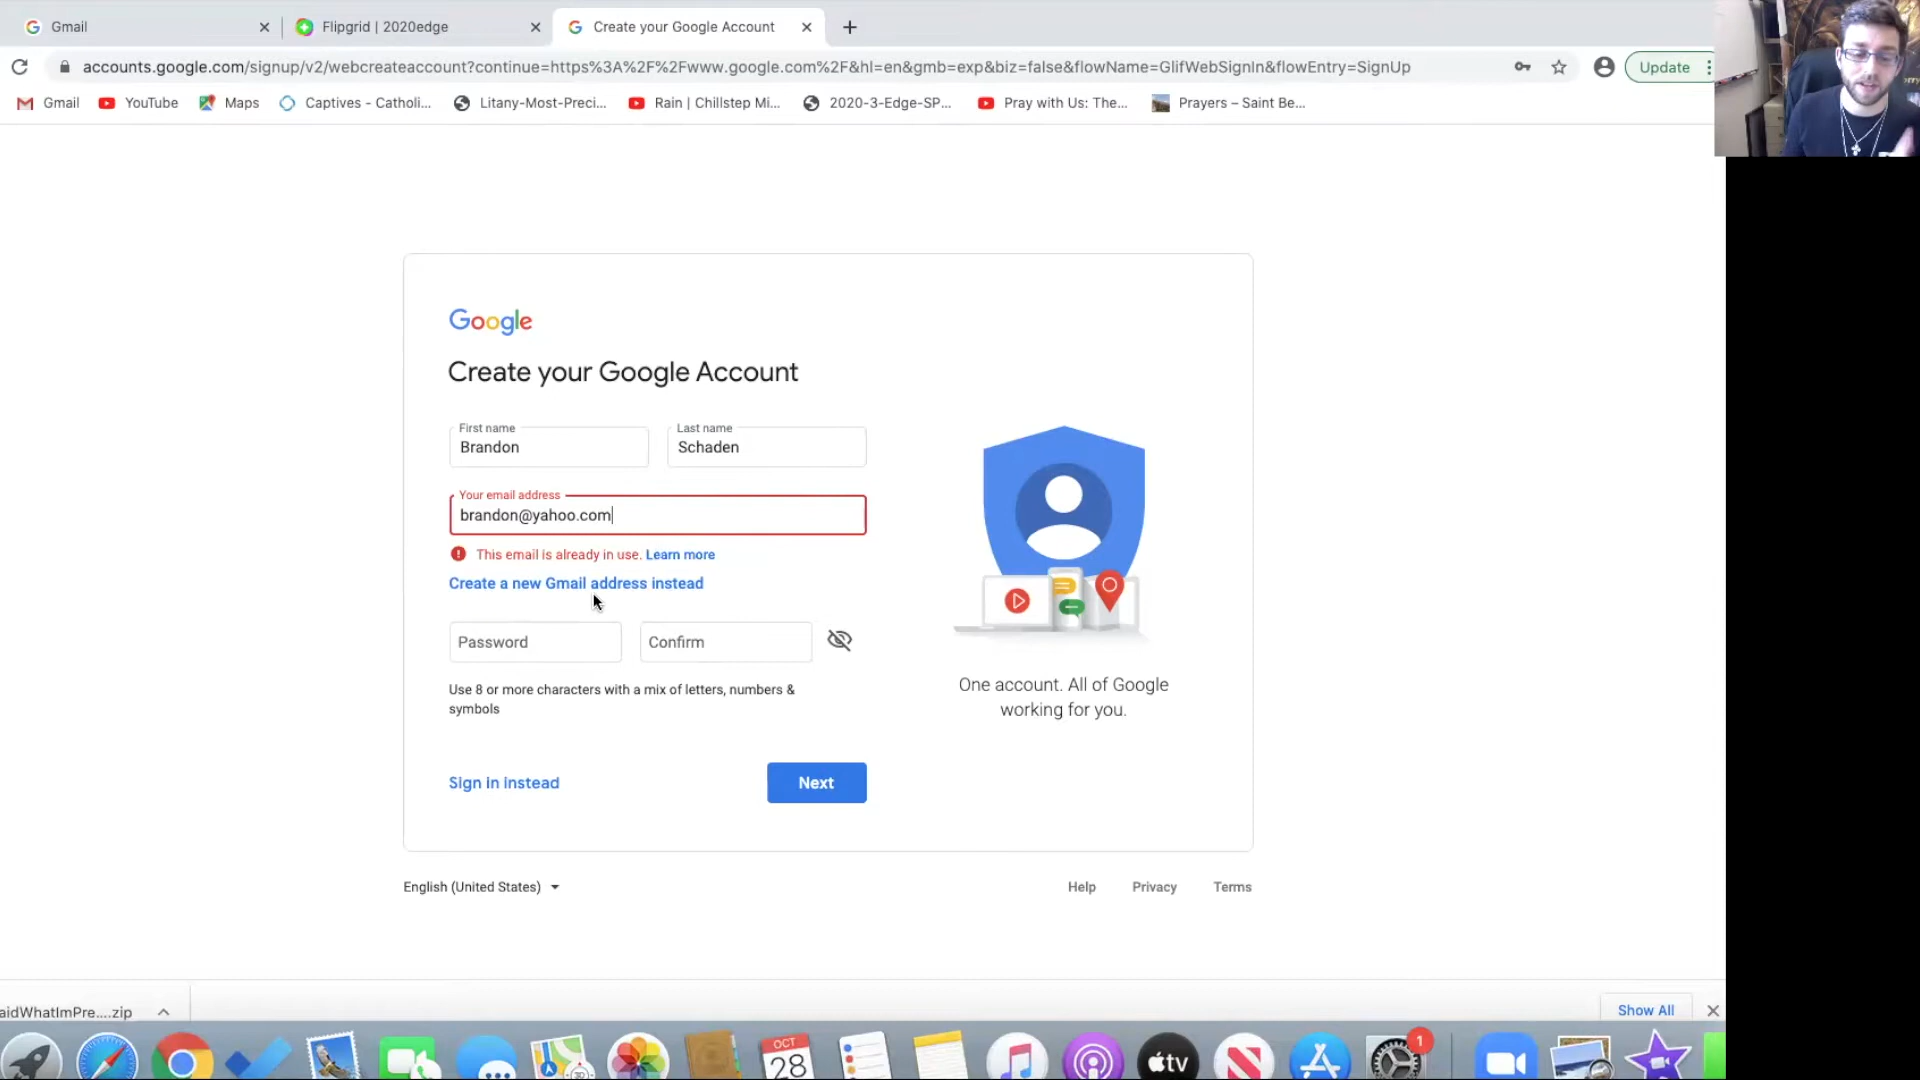 Gmail
Flipgrid | 2020edge
Create your Google Account
accounts.google.com/signup/v2/webcreateaccount?continue=https%3A%2F%2Fwww.google.com%2F&hl=en&gmb=exp&biz=false&flowName=GlifWebSignIn&flowEntry=SignUp
Update
Gmail
YouTube
Maps
Captives - Catholi...
Litany-Most-Preci...
Rain | Chillstep Mi...
2020-3-Edge-SP...
Pray with Us: The...
Prayers – Saint Be...
Google
Create your Google Account
First name
Brandon
Last name
Schaden
Your email address
brandon@yahoo.com
This email is already in use. Learn more
Create a new Gmail address instead
Password
Confirm
Use 8 or more characters with a mix of letters, numbers &
symbols
Sign in instead
Next
One account. All of Google
working for you.
English (United States)
Help
Privacy
Terms
aidWhatImPre....zip
Show All
OCT
28
tv
1